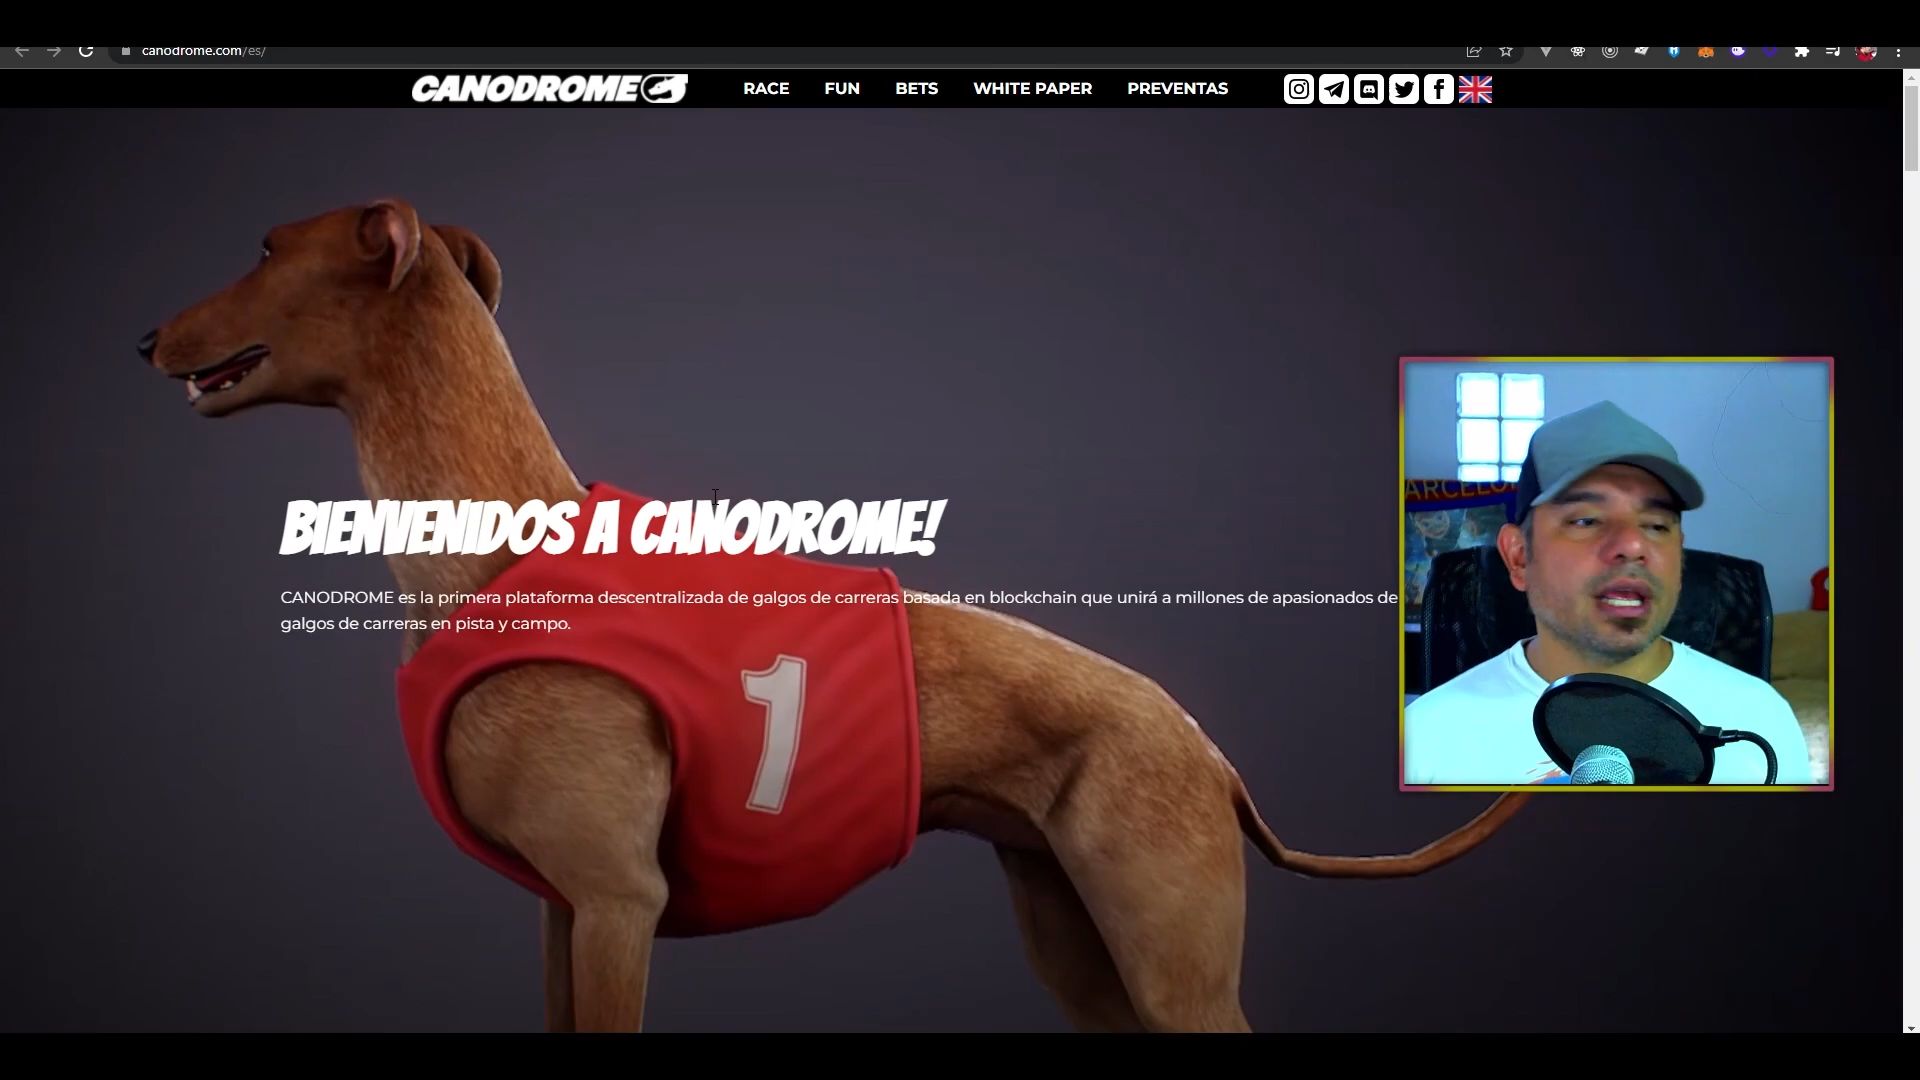 canodrome.com/es/
CANODROME
RACE
FUN
BETS
WHITE PAPER
PREVENTAS
BIENVENIDOS A CANODROME!
CANODROME es la primera plataforma descentralizada de galgos de carreras basada en blockchain que unirá a millones de apasionados de
galgos de carreras en pista y campo.
1
ARCELO